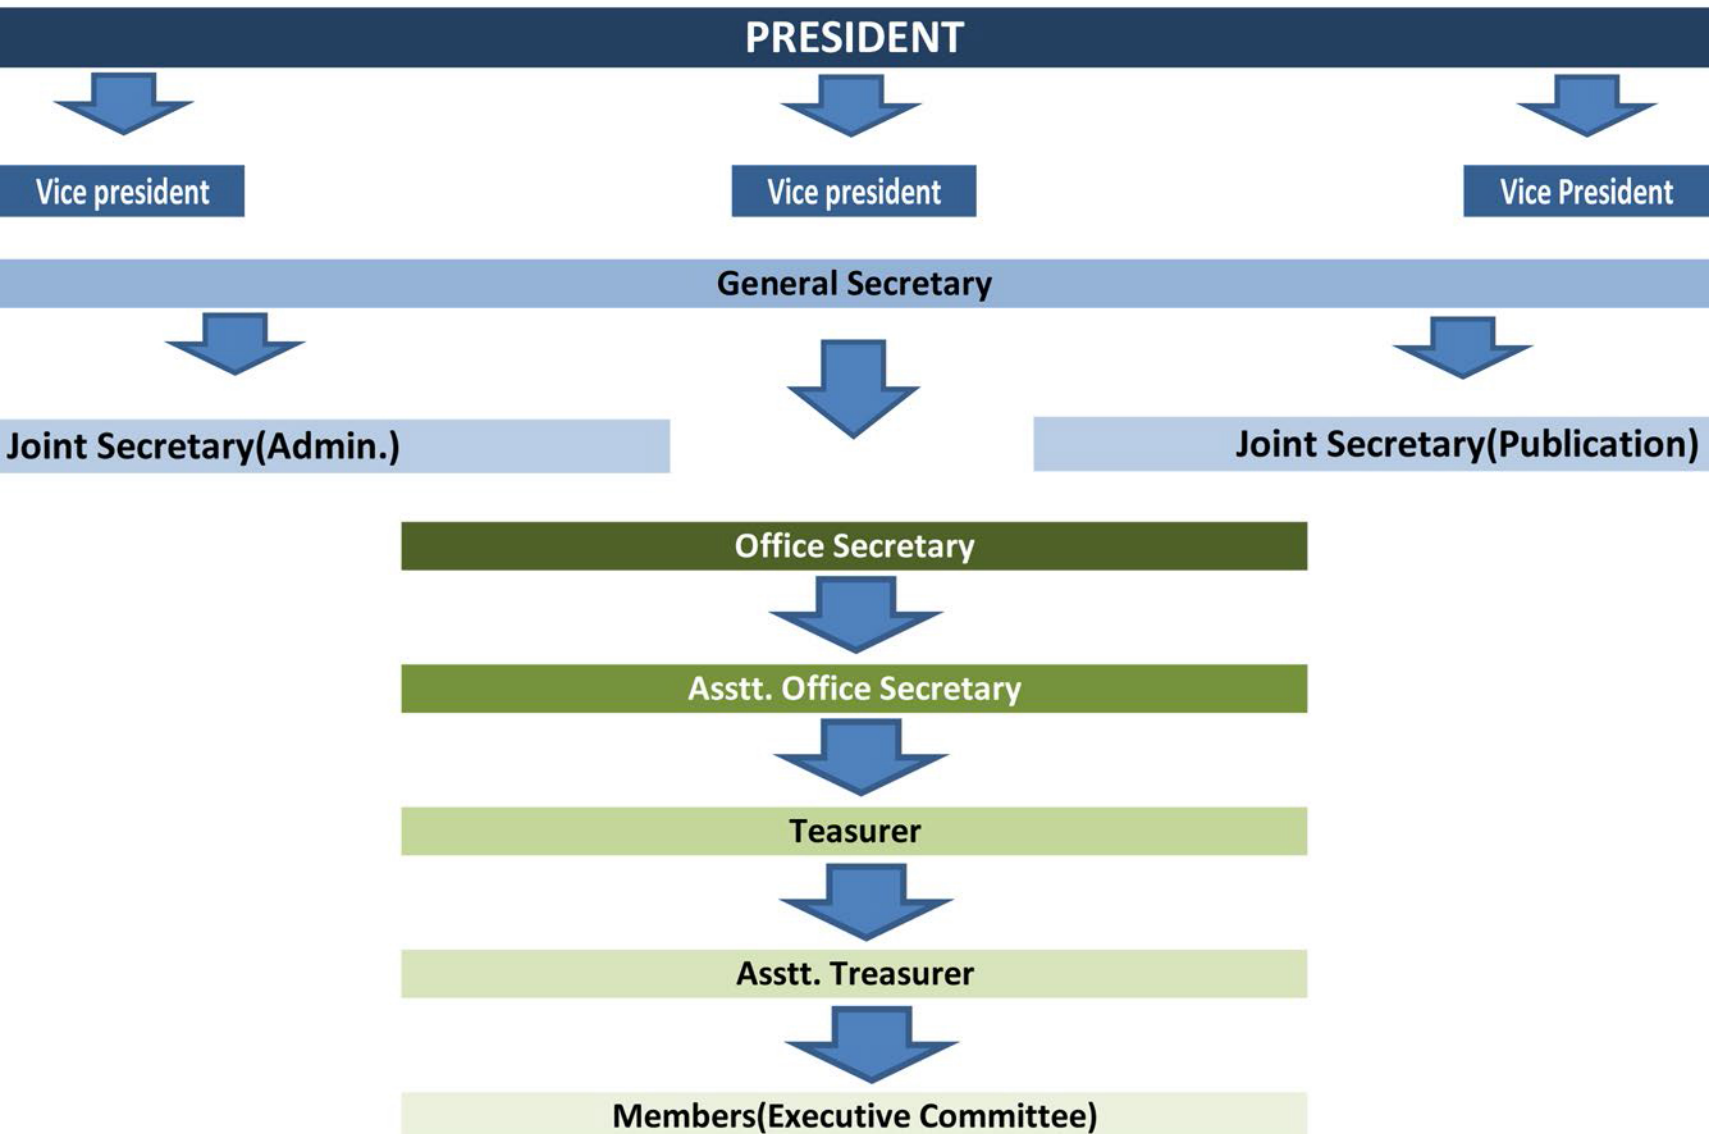 PRESIDENT
Vice president
Vice president
Vice President
General Secretary
Joint Secretary(Admin.)
Joint Secretary(Publication)
Office Secretary
Asstt. Office Secretary
Teasurer
Asstt. Treasurer
Members(Executive Committee)